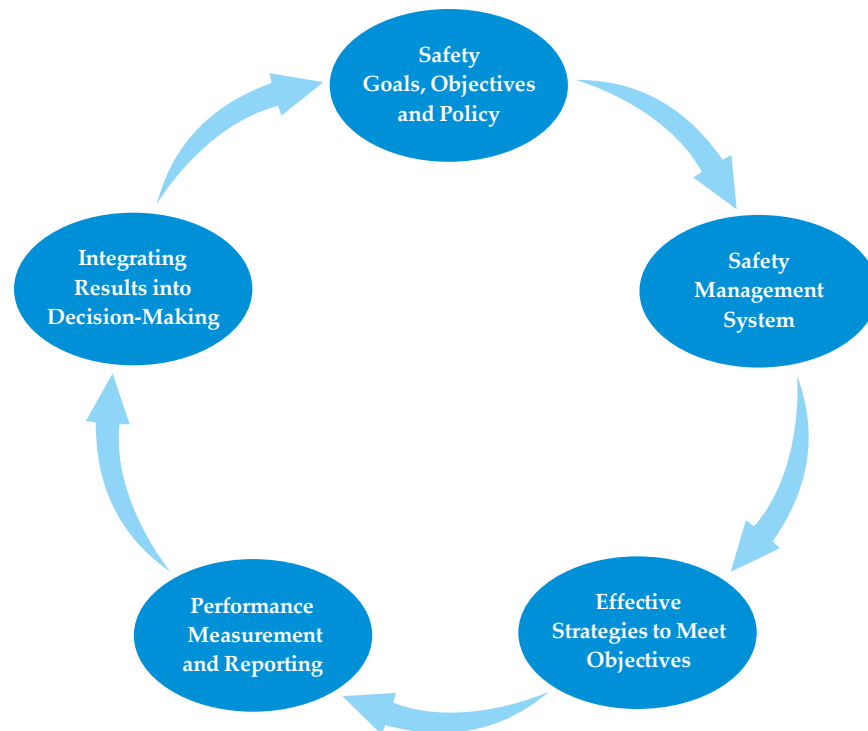 Safety
Goals, Objectives
and Policy
Safety
Management
System
Effective
Strategies to Meet
Objectives
Performance
Measurement
and Reporting
Integrating
Results into
Decision-Making